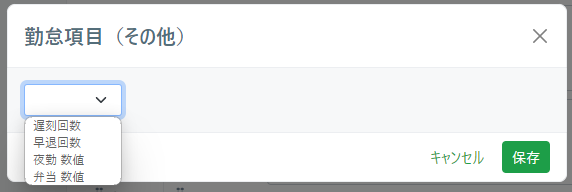 勤怠項目（その他）
遅刻回数
早退回数
夜勤 数値
弁当 数値
キャンセル
保存